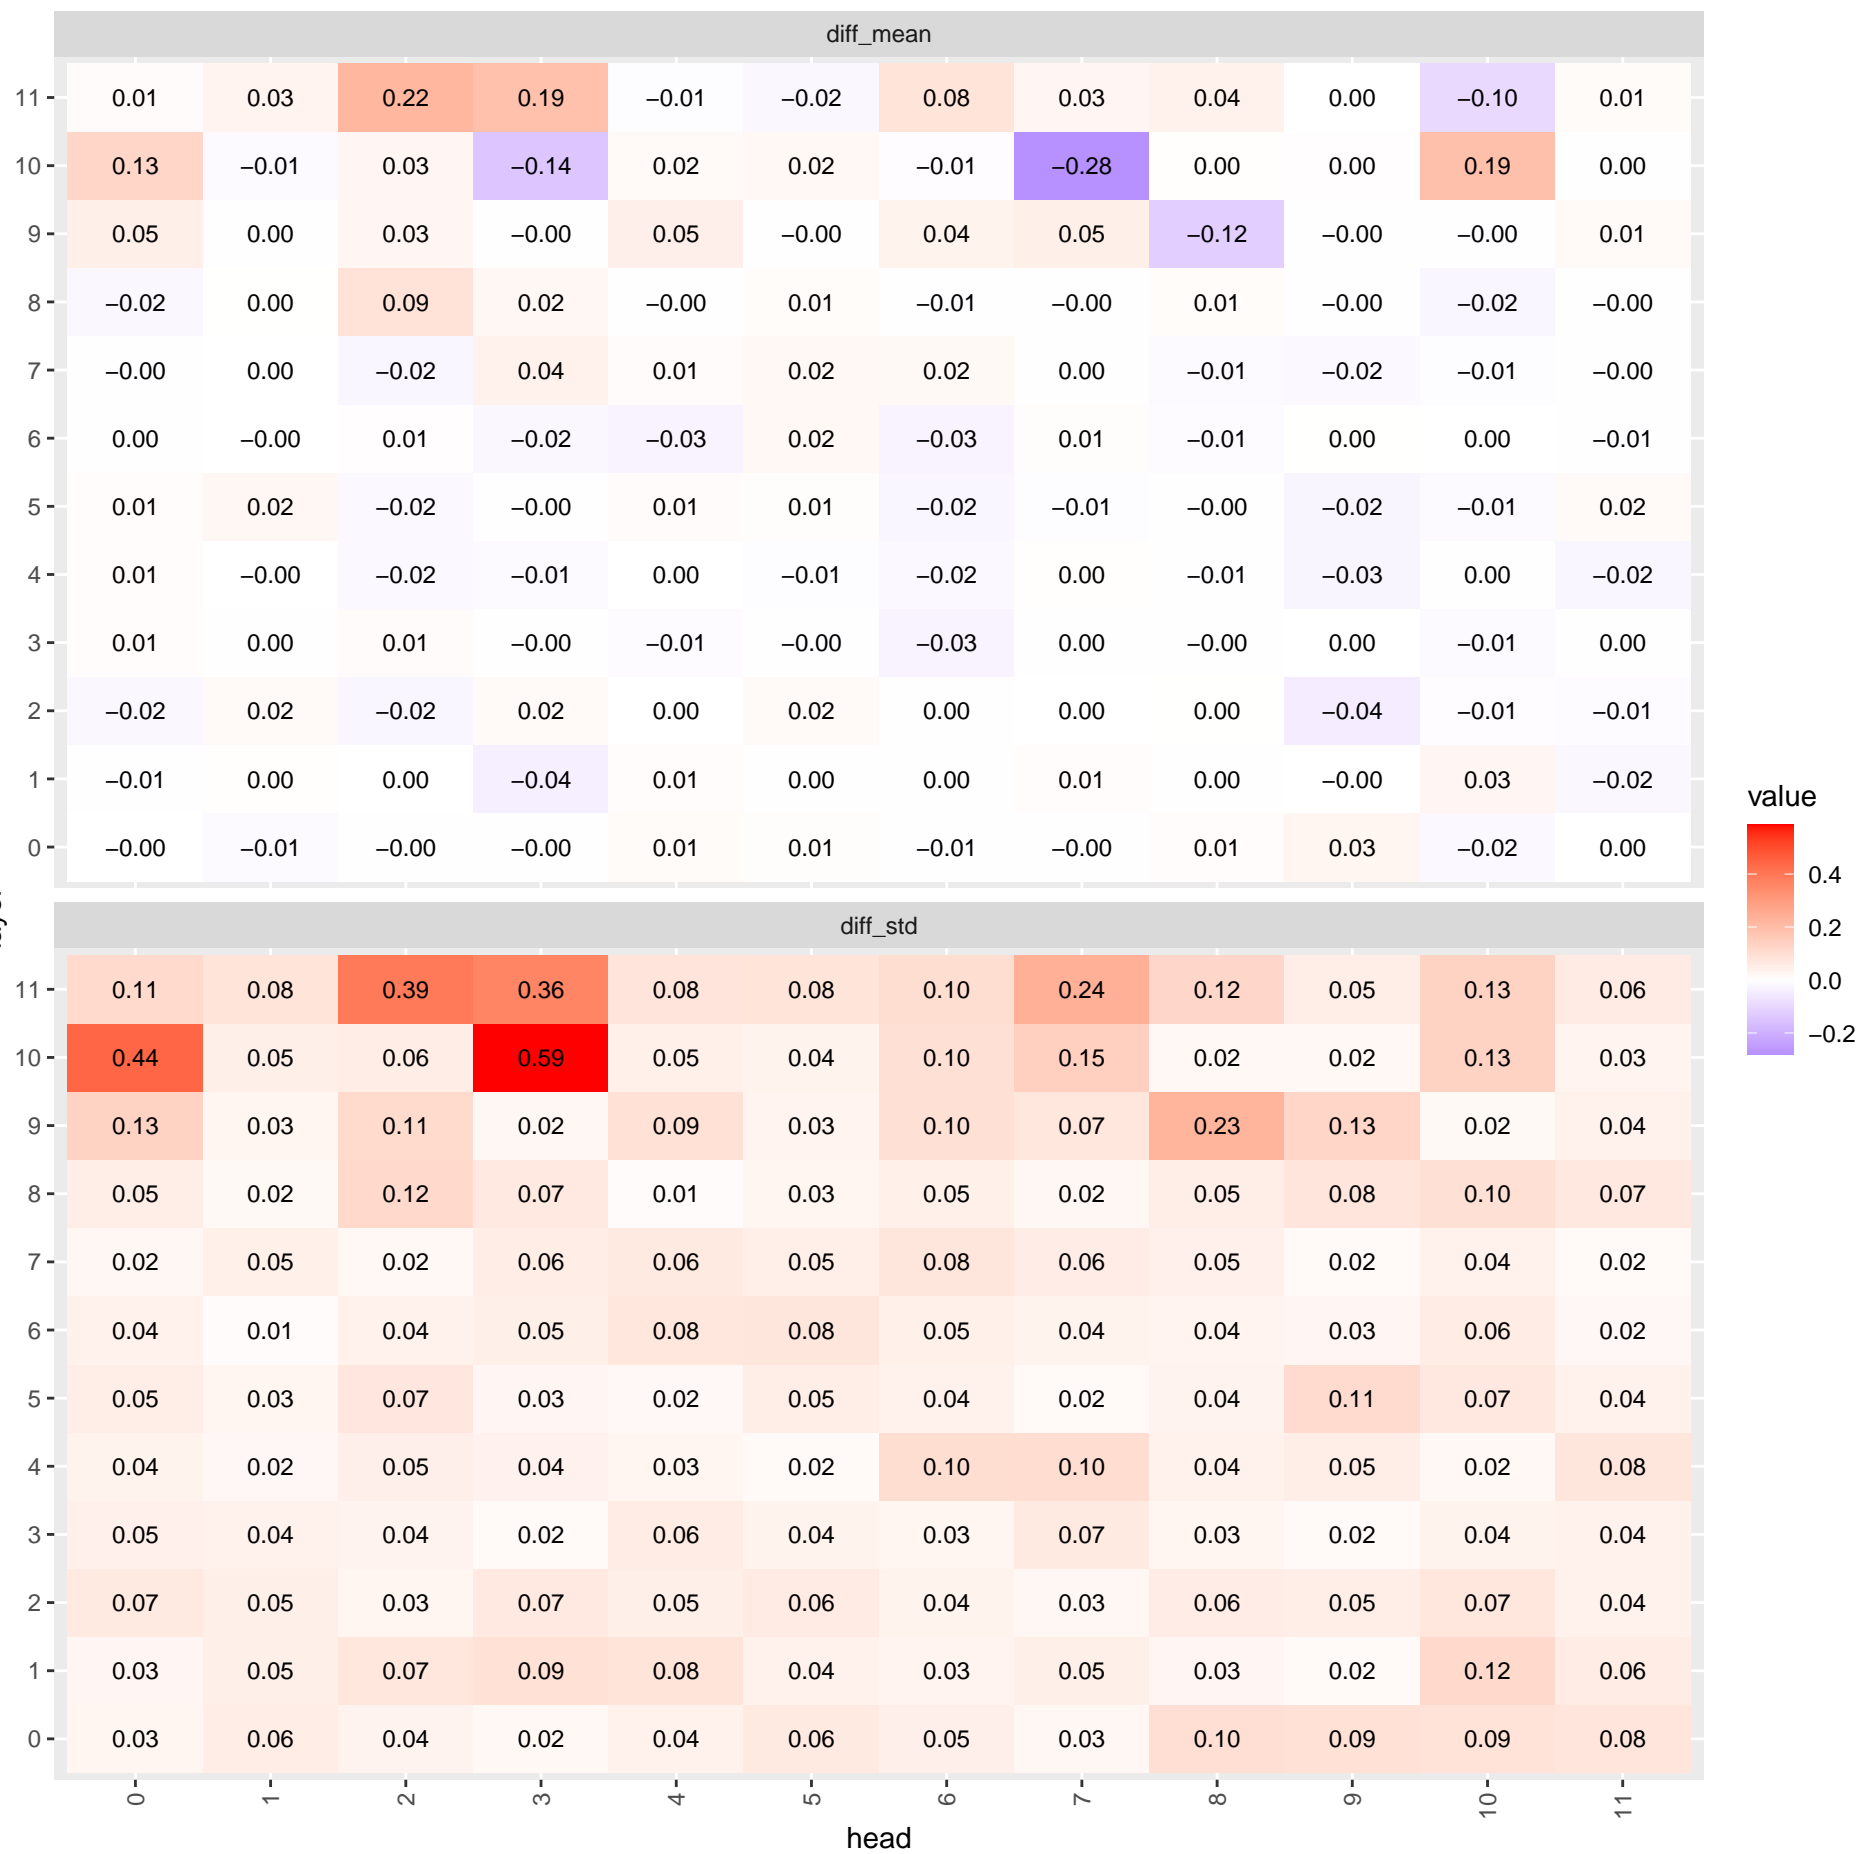 diff_mean
11 0.01 0.03 0.22 0.19 −0.01 −0.02 0.08 0.03 0.04 0.00 −0.10 0.01
10 0.13 −0.01 0.03 −0.14 0.02 0.02 −0.01 −0.28 0.00 0.00 0.19 0.00
9 0.05 0.00 0.03 −0.00 0.05 −0.00 0.04 0.05 −0.12 −0.00 −0.00 0.01
8 −0.02 0.00 0.09 0.02 −0.00 0.01 −0.01 −0.00 0.01 −0.00 −0.02 −0.00
7 −0.00 0.00 −0.02 0.04 0.01 0.02 0.02 0.00 −0.01 −0.02 −0.01 −0.00
6 0.00 −0.00 0.01 −0.02 −0.03 0.02 −0.03 0.01 −0.01 0.00 0.00 −0.01
5 0.01 0.02 −0.02 −0.00 0.01 0.01 −0.02 −0.01 −0.00 −0.02 −0.01 0.02
4 0.01 −0.00 −0.02 −0.01 0.00 −0.01 −0.02 0.00 −0.01 −0.03 0.00 −0.02
3 0.01 0.00 0.01 −0.00 −0.01 −0.00 −0.03 0.00 −0.00 0.00 −0.01 0.00
2 −0.02 0.02 −0.02 0.02 0.00 0.02 0.00 0.00 0.00 −0.04 −0.01 −0.01
1 −0.01 0.00 0.00 −0.04 0.01 0.00 0.00 0.01 0.00 −0.00 0.03 −0.02
0 −0.00 −0.01 −0.00 −0.00 0.01 0.01 −0.01 −0.00 0.01 0.03 −0.02 0.00
diff_std
11 0.11 0.08 0.39 0.36 0.08 0.08 0.10 0.24 0.12 0.05 0.13 0.06
10 0.44 0.05 0.06 0.59 0.05 0.04 0.10 0.15 0.02 0.02 0.13 0.03
9 0.13 0.03 0.11 0.02 0.09 0.03 0.10 0.07 0.23 0.13 0.02 0.04
8 0.05 0.02 0.12 0.07 0.01 0.03 0.05 0.02 0.05 0.08 0.10 0.07
7 0.02 0.05 0.02 0.06 0.06 0.05 0.08 0.06 0.05 0.02 0.04 0.02
6 0.04 0.01 0.04 0.05 0.08 0.08 0.05 0.04 0.04 0.03 0.06 0.02
5 0.05 0.03 0.07 0.03 0.02 0.05 0.04 0.02 0.04 0.11 0.07 0.04
4 0.04 0.02 0.05 0.04 0.03 0.02 0.10 0.10 0.04 0.05 0.02 0.08
3 0.05 0.04 0.04 0.02 0.06 0.04 0.03 0.07 0.03 0.02 0.04 0.04
2 0.07 0.05 0.03 0.07 0.05 0.06 0.04 0.03 0.06 0.05 0.07 0.04
1 0.03 0.05 0.07 0.09 0.08 0.04 0.03 0.05 0.03 0.02 0.12 0.06
0 0.03 0.06 0.04 0.02 0.04 0.06 0.05 0.03 0.10 0.09 0.09 0.08
0 1 2 3 4 5 6 7 8 9 10 11
head
value
0.4
0.2
0.0
−0.2